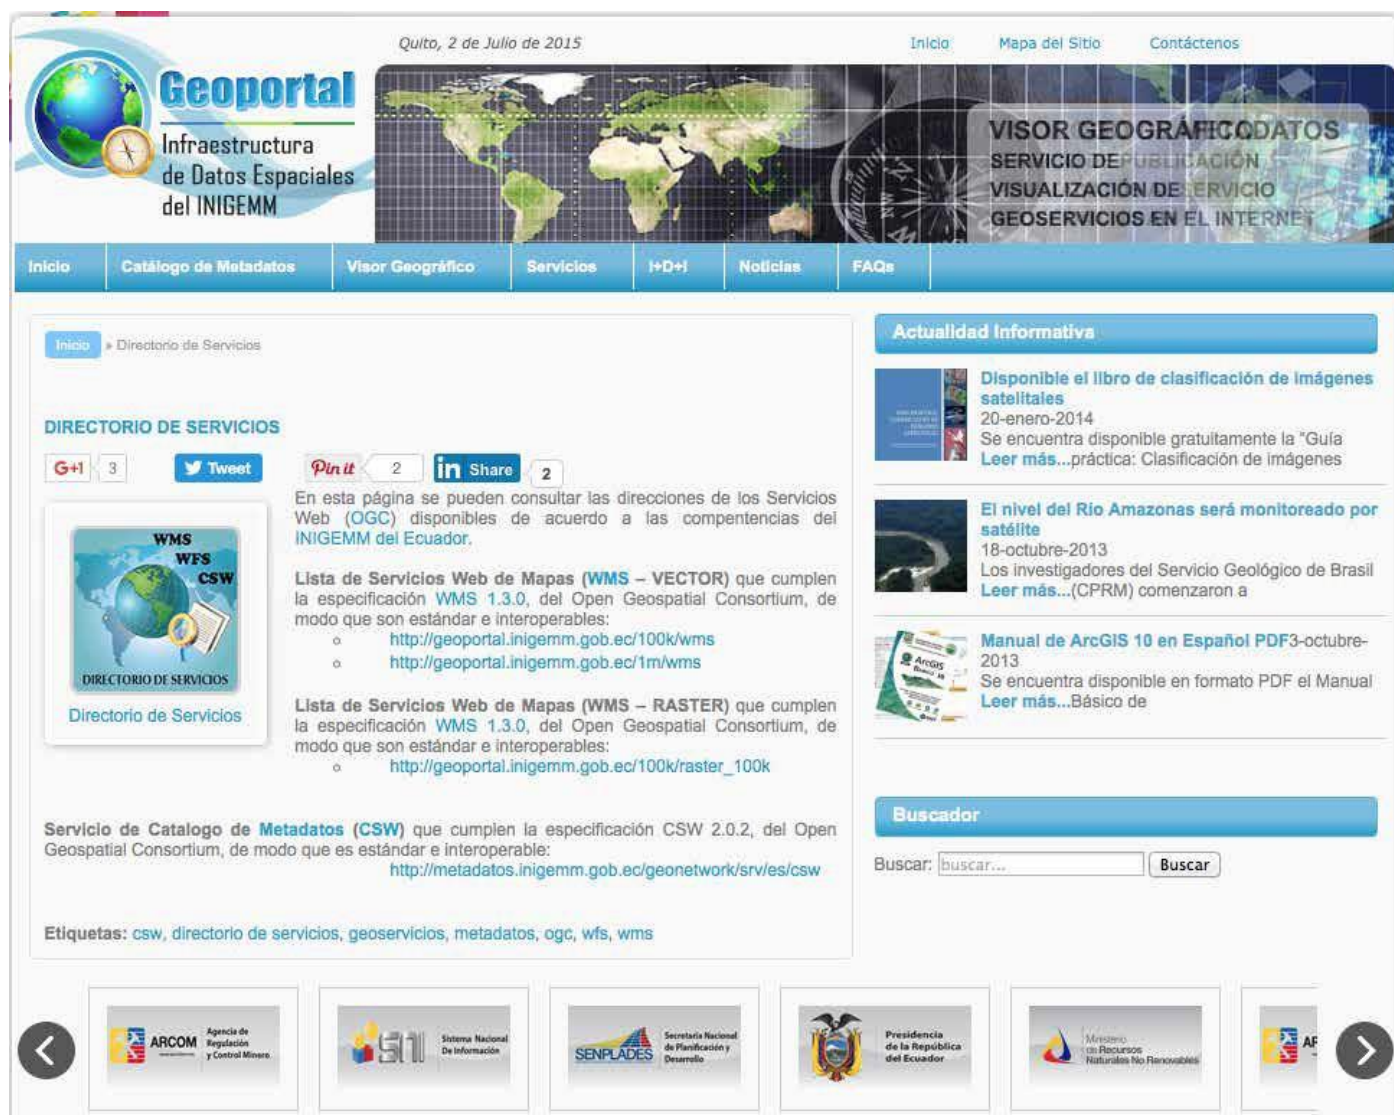 Quito, 2 de Julio de 2015
Inicio Mapa del Sitio Contáctenos
Geoportal
Infraestructura
de Datos Espaciales
del INIGEMM
VISOR GEOGRÁFICO DATOS
SERVICIO DE PUBLICACIÓN
VISUALIZACIÓN DE SERVICIO
GEOSERVICIOS EN EL INTERNET
Inicio Catálogo de Metadatos Visor Geográfico Servicios I+D+I Noticias FAQs
Inicio » Directorio de Servicios
DIRECTORIO DE SERVICIOS
G+1 3 Tweet Pin it 2 in Share 2
WMS
WFS
CSW
DIRECTORIO DE SERVICIOS
Directorio de Servicios
En esta página se pueden consultar las direcciones de los Servicios
Web (OGC) disponibles de acuerdo a las compentencias del
INIGEMM del Ecuador.
Lista de Servicios Web de Mapas (WMS – VECTOR) que cumplen
la especificación WMS 1.3.0, del Open Geospatial Consortium, de
modo que son estándar e interoperables:
http://geoportal.inigemm.gob.ec/100k/wms
http://geoportal.inigemm.gob.ec/1m/wms
Lista de Servicios Web de Mapas (WMS – RASTER) que cumplen
la especificación WMS 1.3.0, del Open Geospatial Consortium, de
modo que son estándar e interoperables:
http://geoportal.inigemm.gob.ec/100k/raster_100k
Servicio de Catalogo de Metadatos (CSW) que cumplen la especificación CSW 2.0.2, del Open
Geospatial Consortium, de modo que es estándar e interoperable:
http://metadatos.inigemm.gob.ec/geonetwork/srv/es/csw
Etiquetas: csw, directorio de servicios, geoservicios, metadatos, ogc, wfs, wms
Actualidad Informativa
Disponible el libro de clasificación de imágenes
satelitales
20-enero-2014
Se encuentra disponible gratuitamente la "Guía
Leer más...práctica: Clasificación de imágenes
El nivel del Río Amazonas será monitoreado por
satélite
18-octubre-2013
Los investigadores del Servicio Geológico de Brasil
Leer más...(CPRM) comenzaron a
ArcGIS
Manual de ArcGIS 10 en Español PDF3-octubre-
2013
Se encuentra disponible en formato PDF el Manual
Leer más...Básico de
Buscador
Buscar: buscar... Buscar
ARCOM Agencia de
Regulación
y Control Minero
SNI Sistema Nacional
De Información
SENPLADES Secretaría Nacional
de Planificación y
Desarrollo
Presidencia
de la República
del Ecuador
Ministerio
de Recursos
Naturales No Renovables